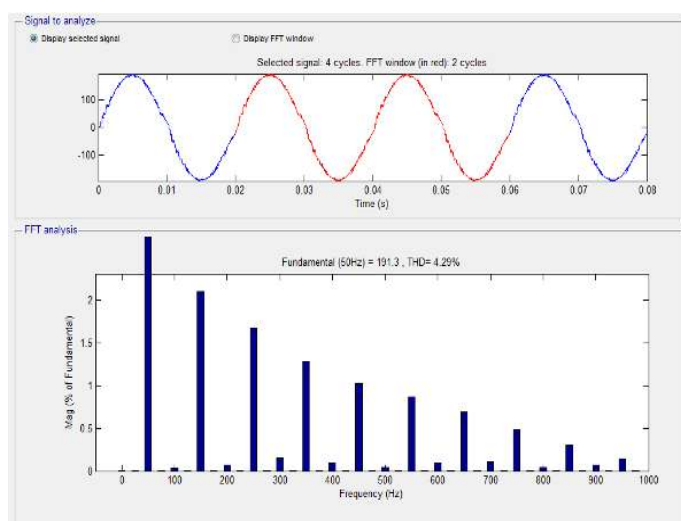 Signal to analyze
Display selected signal Display FFT window
Selected signal: 4 cycles. FFT window (in red): 2 cycles
100
0
-100
0 0.01 0.02 0.03 0.04 0.05 0.06 0.07 0.08
Time (s)
FFT analysis
Fundamental (50Hz) = 191.3 , THD= 4.29%
2
1.5
1
0.5
0
Mag (% of Fundamental)
0 100 200 300 400 500 600 700 800 900 1000
Frequency (Hz)